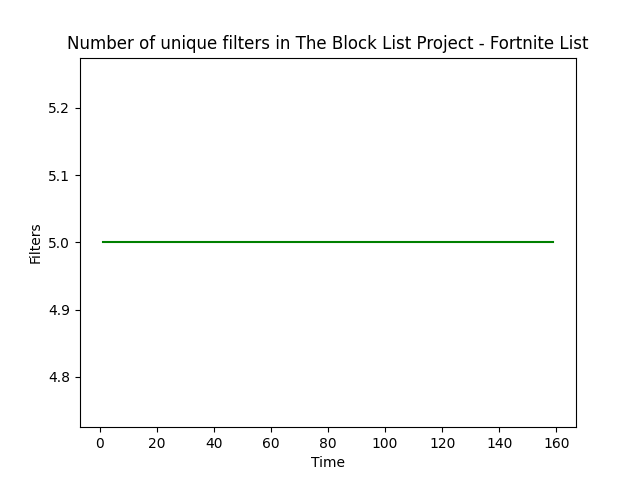 Number of unique filters in The Block List Project - Fortnite List
5.2
5.1
5.0
4.9
4.8
Filters
0 20 40 60 80 100 120 140 160
Time